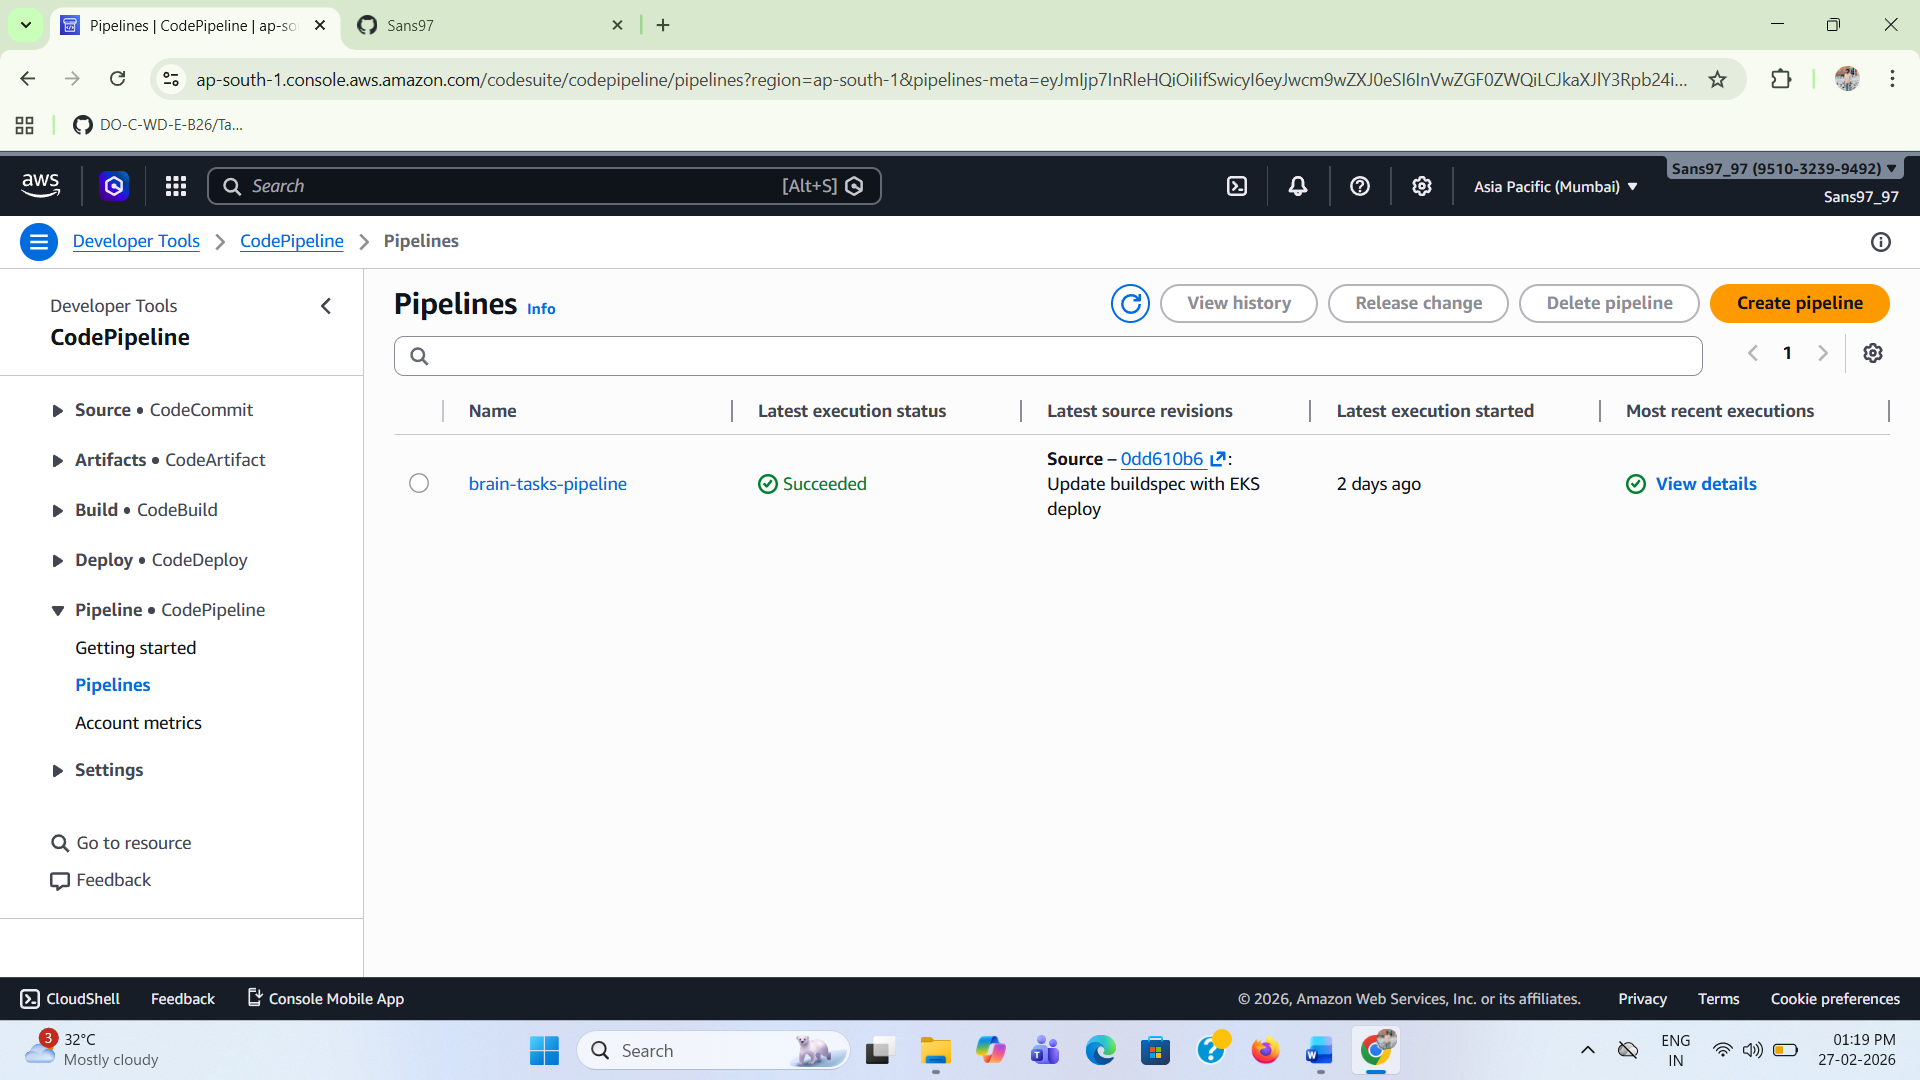 Pipelines | CodePipeline | ap-so
Sans97
ap-south-1.console.aws.amazon.com/codesuite/codepipeline/pipelines?region=ap-south-1&pipelines-meta=eyJmIjp7InRleHQiOiIifSwicyI6eyJwcm9wZXJ0eSI6InVwZGF0ZWQiLCJkaXJlY3Rpb24i...
DO-C-WD-E-B26/Ta...
aws
Search
[Alt+S]
Asia Pacific (Mumbai)
Sans97_97 (9510-3239-9492)
Sans97_97
Developer Tools
CodePipeline
Pipelines
Developer Tools
CodePipeline
Source • CodeCommit
Artifacts • CodeArtifact
Build • CodeBuild
Deploy • CodeDeploy
Pipeline • CodePipeline
Getting started
Pipelines
Account metrics
Settings
Go to resource
Feedback
Pipelines Info
View history
Release change
Delete pipeline
Create pipeline
1
Name
Latest execution status
Latest source revisions
Latest execution started
Most recent executions
brain-tasks-pipeline
Succeeded
Source – 0dd610b6 :
Update buildspec with EKS
deploy
2 days ago
View details
CloudShell
Feedback
Console Mobile App
© 2026, Amazon Web Services, Inc. or its affiliates.
Privacy
Terms
Cookie preferences
3
32°C
Mostly cloudy
Search
ENG
IN
01:19 PM
27-02-2026